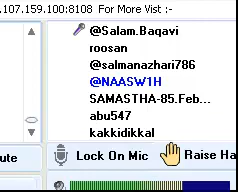 .107.159.100:8108 For More Vist :-
@Salam.Baqavi
roosan
@salmanazhari786
@NAASW1H
SAMASTHA-85.Feb...
abu547
kakkidikkal
ute Lock On Mic Raise Ha